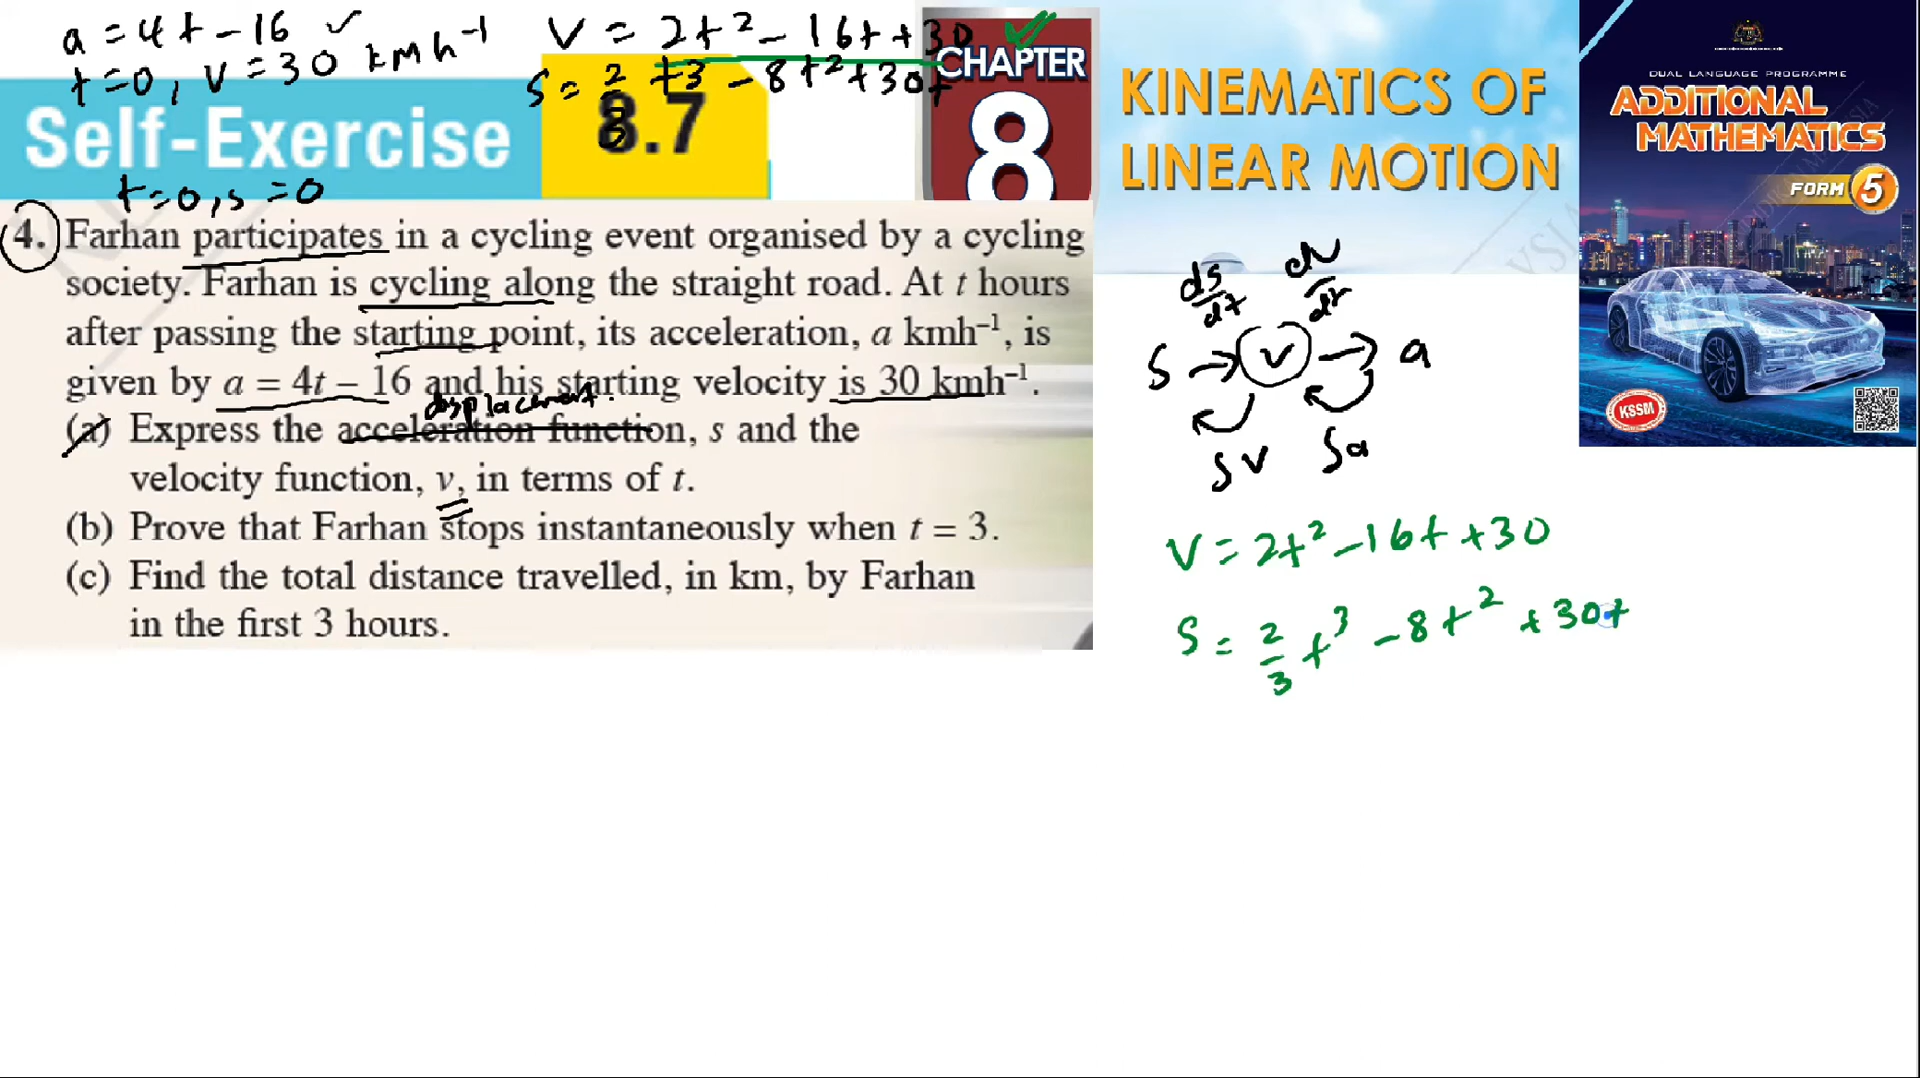 a = 4t - 16 ✓
t = 0, v = 30 kmh⁻¹
v = 2t² - 16t + 30
s = 2/3 t³ - 8t² + 30t
Self-Exercise 8.7
CHAPTER
8
KINEMATICS OF
LINEAR MOTION
DUAL LANGUAGE PROGRAMME
ADDITIONAL
MATHEMATICS
FORM 5
KSSM
t = 0, s = 0
4. Farhan participates in a cycling event organised by a cycling
society. Farhan is cycling along the straight road. At t hours
after passing the starting point, its acceleration, a kmh⁻¹, is
given by a = 4t – 16 and his starting velocity is 30 kmh⁻¹.
displacement.
(a) Express the acceleration function, s and the
velocity function, v, in terms of t.
(b) Prove that Farhan stops instantaneously when t = 3.
(c) Find the total distance travelled, in km, by Farhan
in the first 3 hours.
ds/dt dv/dt
s → v → a
∫v ∫a
v = 2t² - 16t + 30
s = 2/3 t³ - 8t² + 30t